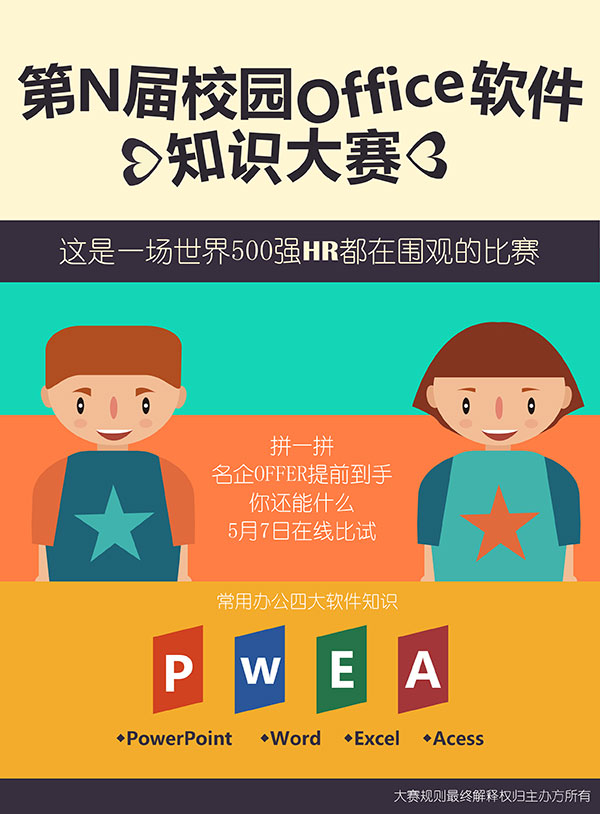 第N届校园Office软件
知识大赛
这是一场世界500强HR都在围观的比赛
拼一拼
名企OFFER提前到手
你还能什么
5月7日在线比试
常用办公四大软件知识
P W E A
PowerPoint Word Excel Acess
大赛规则最终解释权归主办方所有